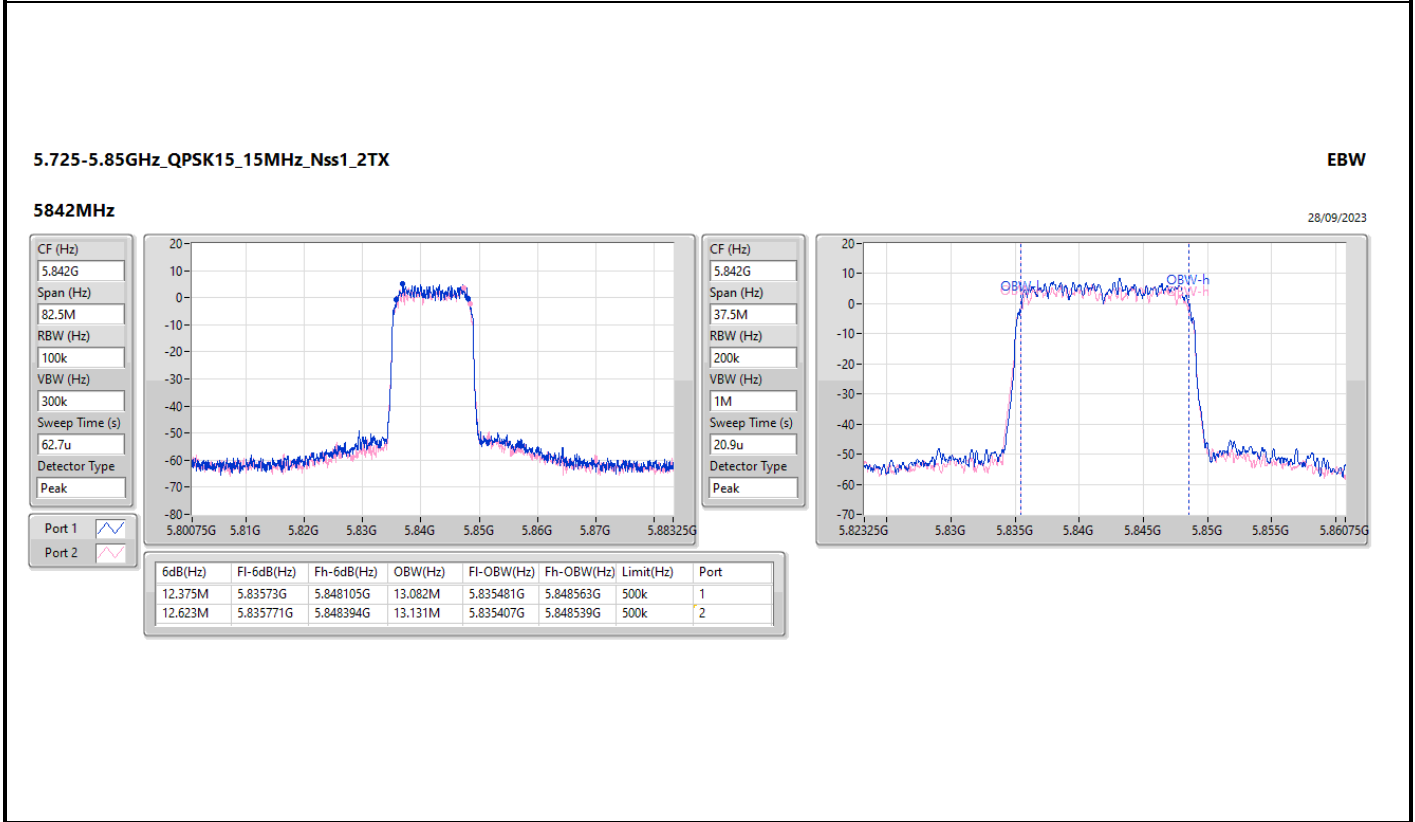 5.725-5.85GHz_QPSK15_15MHz_Nss1_2TX
EBW
5842MHz
28/09/2023
CF (Hz)
5.842G
Span (Hz)
82.5M
RBW (Hz)
100k
VBW (Hz)
300k
Sweep Time (s)
62.7u
Detector Type
Peak
Port 1
Port 2
20
10
0
-10
-20
-30
-40
-50
-60
-70
-80
5.80075G 5.81G 5.82G 5.83G 5.84G 5.85G 5.86G 5.87G 5.88325G
CF (Hz)
5.842G
Span (Hz)
37.5M
RBW (Hz)
200k
VBW (Hz)
1M
Sweep Time (s)
20.9u
Detector Type
Peak
20
10
0
-10
-20
-30
-40
-50
-60
-70
OBW-h
5.82325G 5.83G 5.835G 5.84G 5.845G 5.85G 5.855G 5.86075G
6dB(Hz) Fl-6dB(Hz) Fh-6dB(Hz) OBW(Hz) Fl-OBW(Hz) Fh-OBW(Hz) Limit(Hz) Port
12.375M 5.83573G 5.848105G 13.082M 5.835481G 5.848563G 500k 1
12.623M 5.835771G 5.848394G 13.131M 5.835407G 5.848539G 500k 2